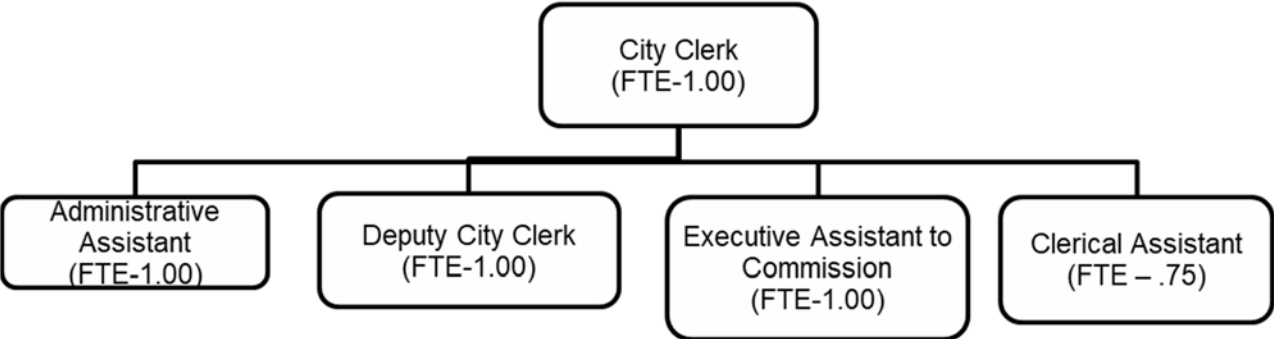 City Clerk
(FTE-1.00)
Administrative
Assistant
(FTE-1.00)
Deputy City Clerk
(FTE-1.00)
Executive Assistant to
Commission
(FTE-1.00)
Clerical Assistant
(FTE – .75)